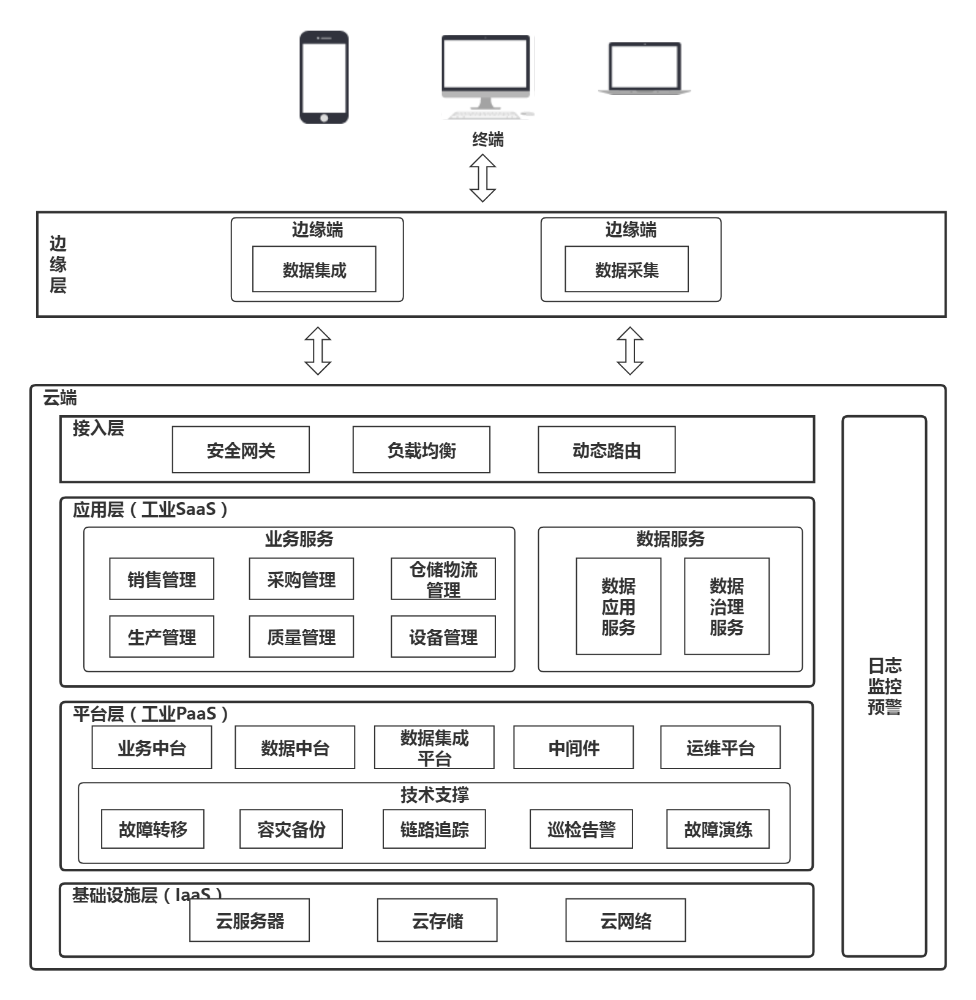 终端
边
缘
层
边缘端
数据集成
边缘端
数据采集
云端
接入层
安全网关
负载均衡
动态路由
应用层（工业SaaS）
业务服务
销售管理
采购管理
仓储物流
管理
生产管理
质量管理
设备管理
数据服务
数据
应用
服务
数据
治理
服务
平台层（工业PaaS）
业务中台
数据中台
数据集成
平台
中间件
运维平台
技术支撑
故障转移
容灾备份
链路追踪
巡检告警
故障演练
基础设施层（IaaS）
云服务器
云存储
云网络
日志
监控
预警